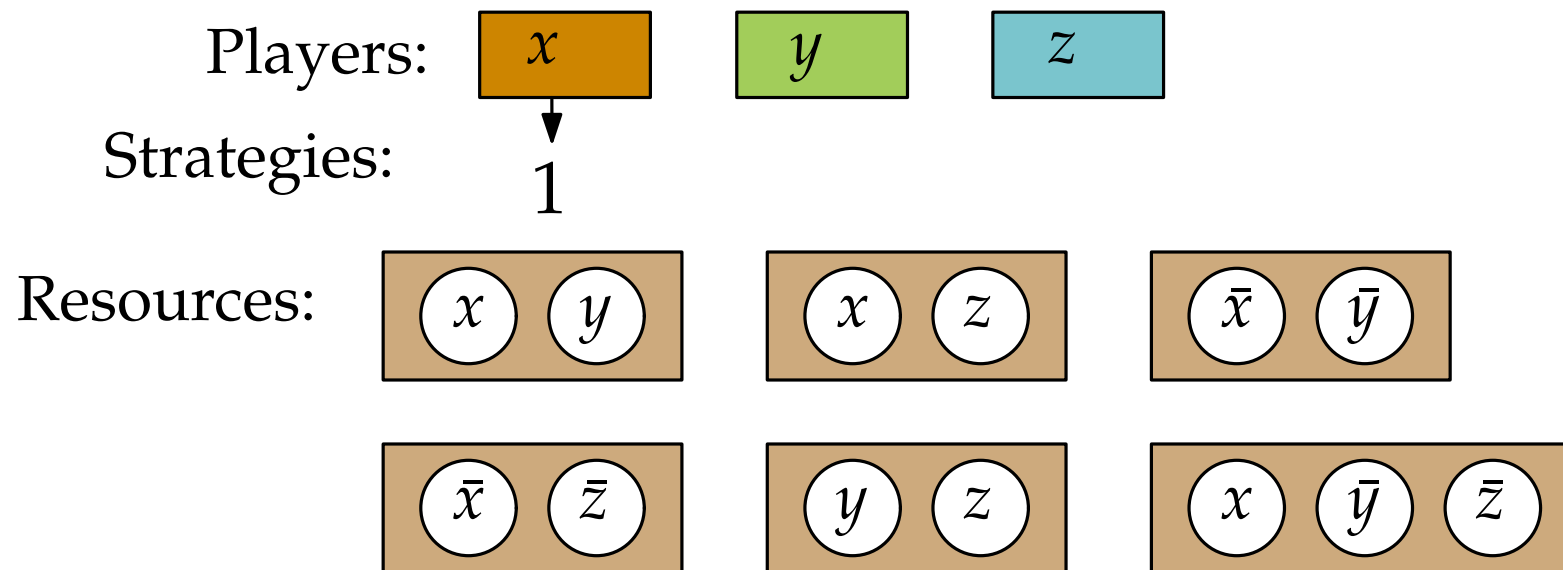 Players: x y z
Strategies:
1
Resources: x y x z x̄ ȳ
x̄ z̄ y z x ȳ z̄